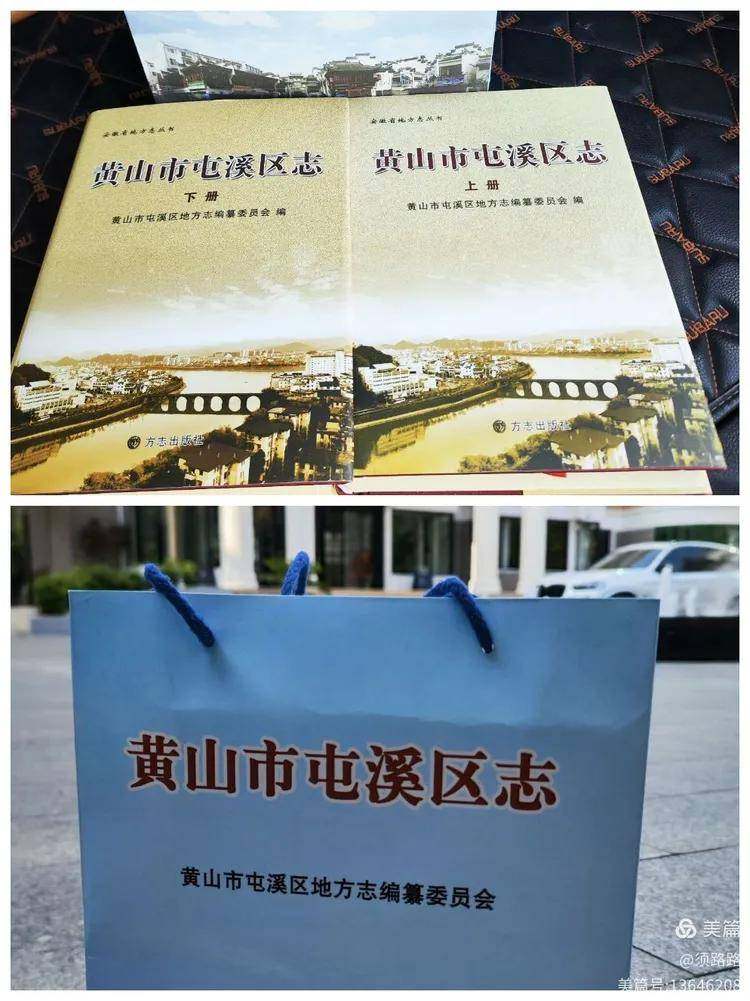 安徽省地方志丛书
黄山市屯溪区志
下册
黄山市屯溪区地方志编纂委员会 编
方志出版社
安徽省地方志丛书
黄山市屯溪区志
上册
黄山市屯溪区地方志编纂委员会 编
方志出版社
SUBARU
SUBARU
SUBARU
SUBARU
SUBARU
黄山市屯溪区志
黄山市屯溪区地方志编纂委员会
美篇
@须路路
美篇号:13646208